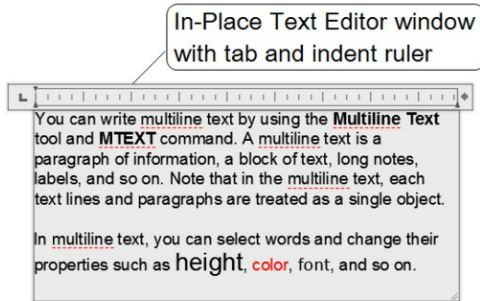 In-Place Text Editor window
with tab and indent ruler
You can write multiline text by using the Multiline Text
tool and MTEXT command. A multiline text is a
paragraph of information, a block of text, long notes,
labels, and so on. Note that in the multiline text, each
text lines and paragraphs are treated as a single object.
In multiline text, you can select words and change their
properties such as height, color, font, and so on.